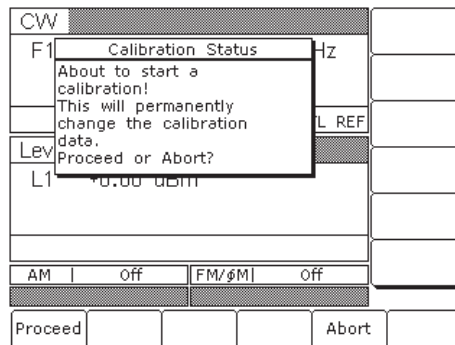 CW
F1 Hz
Calibration Status
About to start a
calibration!
This will permanently
change the calibration
data.
Proceed or Abort?
L REF
Lev
L1 +0.00 dBm
AM | Off FM/ϕM| Off
Proceed Abort